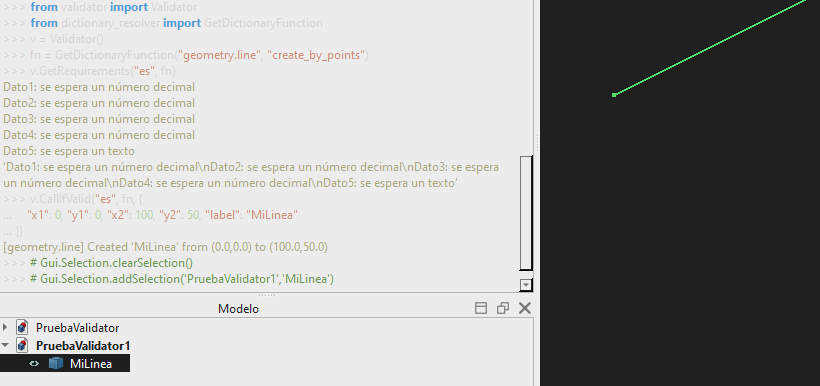 >>> from validator import Validator
>>> from dictionary_resolver import GetDictionaryFunction
>>> v = Validator()
>>> fn = GetDictionaryFunction("geometry.line", "create_by_points")
>>> v.GetRequirements("es", fn)
Dato1: se espera un número decimal
Dato2: se espera un número decimal
Dato3: se espera un número decimal
Dato4: se espera un número decimal
Dato5: se espera un texto
'Dato1: se espera un número decimal\nDato2: se espera un número decimal\nDato3: se espera
un número decimal\nDato4: se espera un número decimal\nDato5: se espera un texto'
>>> v.CallIfValid("es", fn, {
... "x1": 0, "y1": 0, "x2": 100, "y2": 50, "label": "MiLinea"
... })
[geometry.line] Created 'MiLinea' from (0.0,0.0) to (100.0,50.0)
>>> # Gui.Selection.clearSelection()
>>> # Gui.Selection.addSelection('PruebaValidator1','MiLinea')
Modelo
PruebaValidator
PruebaValidator1
MiLinea